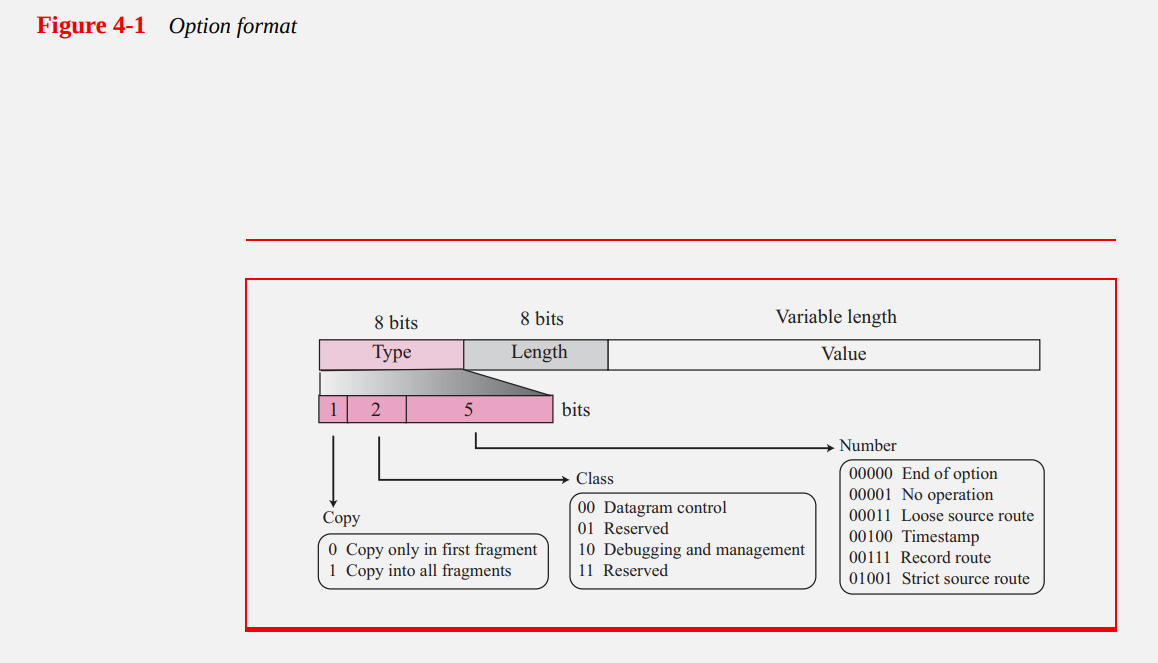 Figure 4-1 Option format
8 bits 8 bits Variable length
Type Length Value
1 2 5 bits
Number
00000 End of option
00001 No operation
00011 Loose source route
00100 Timestamp
00111 Record route
01001 Strict source route
Class
00 Datagram control
01 Reserved
10 Debugging and management
11 Reserved
Copy
0 Copy only in first fragment
1 Copy into all fragments